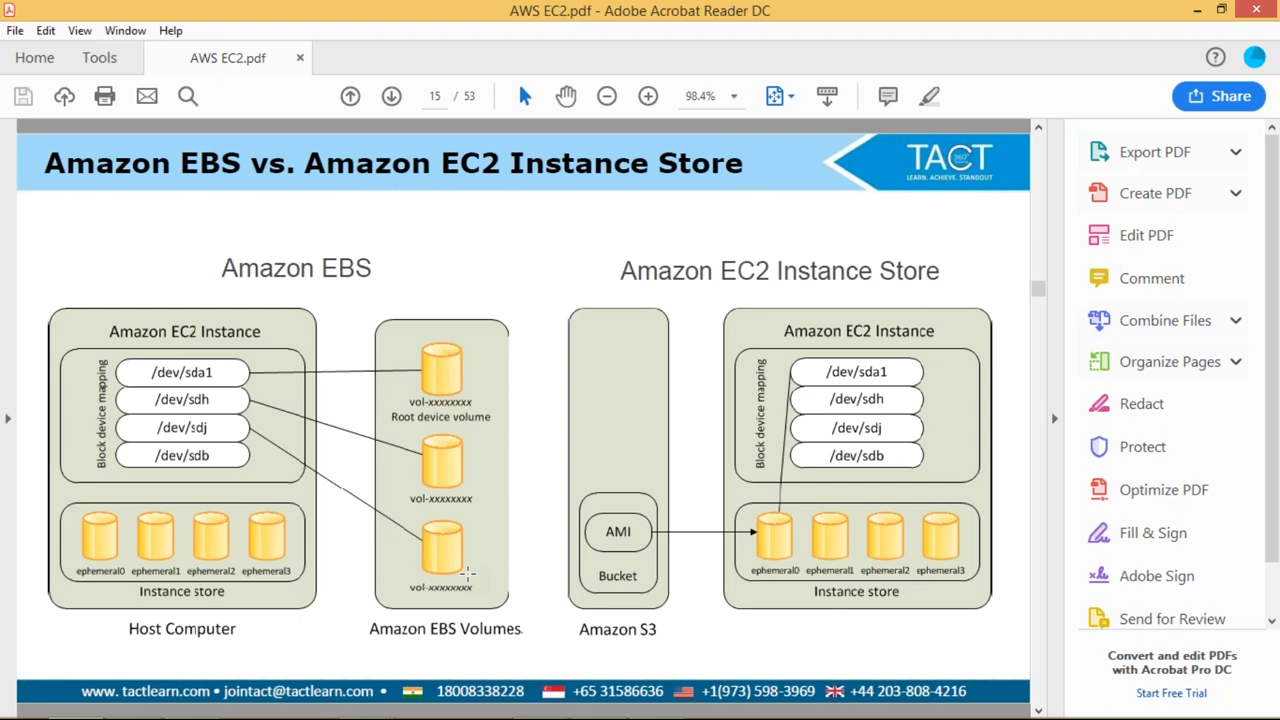 AWS EC2.pdf - Adobe Acrobat Reader DC
File Edit View Window Help
Home Tools AWS EC2.pdf
15 / 53 98.4% Share
Amazon EBS vs. Amazon EC2 Instance Store
TACT
360°
LEARN. ACHIEVE. STANDOUT
Amazon EBS
Amazon EC2 Instance
Block device mapping
/dev/sda1
/dev/sdh
/dev/sdj
/dev/sdb
ephemeral0 ephemeral1 ephemeral2 ephemeral3
Instance store
Host Computer
vol-xxxxxxxx
Root device volume
vol-xxxxxxxx
vol-xxxxxxxx
Amazon EBS Volumes
Amazon EC2 Instance Store
AMI
Bucket
Amazon S3
Amazon EC2 Instance
Block device mapping
/dev/sda1
/dev/sdh
/dev/sdj
/dev/sdb
ephemeral0 ephemeral1 ephemeral2 ephemeral3
Instance store
www. tactlearn.com • jointact@tactlearn.com • 18008338228 +65 31586636 +1(973) 598-3969 +44 203-808-4216
Export PDF
Create PDF
Edit PDF
Comment
Combine Files
Organize Pages
Redact
Protect
Optimize PDF
Fill & Sign
Adobe Sign
Send for Review
Convert and edit PDFs
with Acrobat Pro DC
Start Free Trial